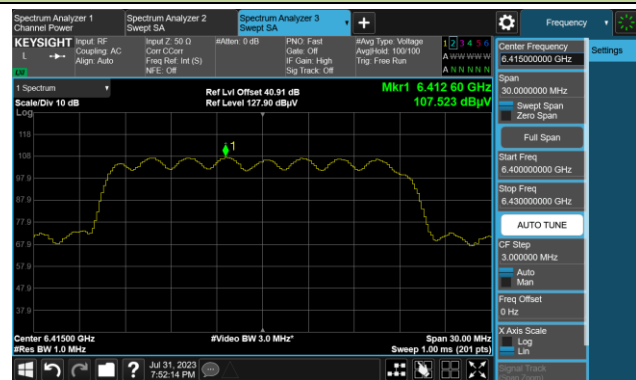 Spectrum Analyzer 1
Channel Power
Spectrum Analyzer 2
Swept SA
Spectrum Analyzer 3
Swept SA
Frequency
KEYSIGHT
L
LW
Input: RF
Coupling: AC
Align: Auto
Input Z: 50 Ω
Corr CCorr
Freq Ref: Int (S)
NFE: Off
#Atten: 0 dB
PNO: Fast
Gate: Off
IF Gain: High
Sig Track: Off
#Avg Type: Voltage
Avg|Hold: 100/100
Trig: Free Run
1 2 3 4 5 6
A W W W W W
A N N N N N
1 Spectrum
Scale/Div 10 dB
Log
Ref Lvl Offset 40.91 dB
Ref Level 127.90 dBµV
Mkr1 6.412 60 GHz
107.523 dBµV
1
118
108
97.9
87.9
77.9
67.9
57.9
47.9
37.9
Center 6.41500 GHz
#Res BW 1.0 MHz
#Video BW 3.0 MHz*
Span 30.00 MHz
Sweep 1.00 ms (201 pts)
Jul 31, 2023
7:52:14 PM
Settings
Center Frequency
6.415000000 GHz
Span
30.0000000 MHz
Swept Span
Zero Span
Full Span
Start Freq
6.400000000 GHz
Stop Freq
6.430000000 GHz
AUTO TUNE
CF Step
3.000000 MHz
Auto
Man
Freq Offset
0 Hz
X Axis Scale
Log
Lin
Signal Track
(Span Zoom)